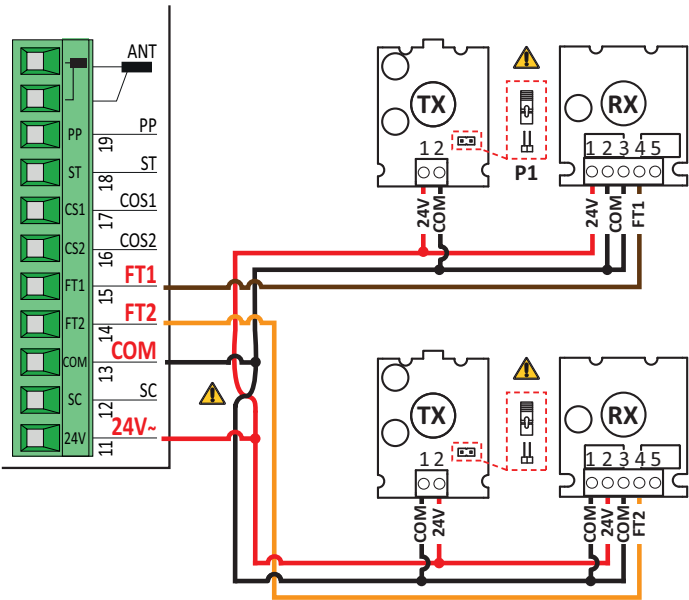 ANT
PP 19 PP
ST 18 ST
CS1 17 COS1
CS2 16 COS2
FT1 15 FT1
FT2 14 FT2
COM 13 COM
SC 12 SC
24V 11 24V~
TX
1 2
24V COM
P1
RX
1 2 3 4 5
24V COM FT1
TX
1 2
COM 24V
RX
1 2 3 4 5
COM 24V COM FT2